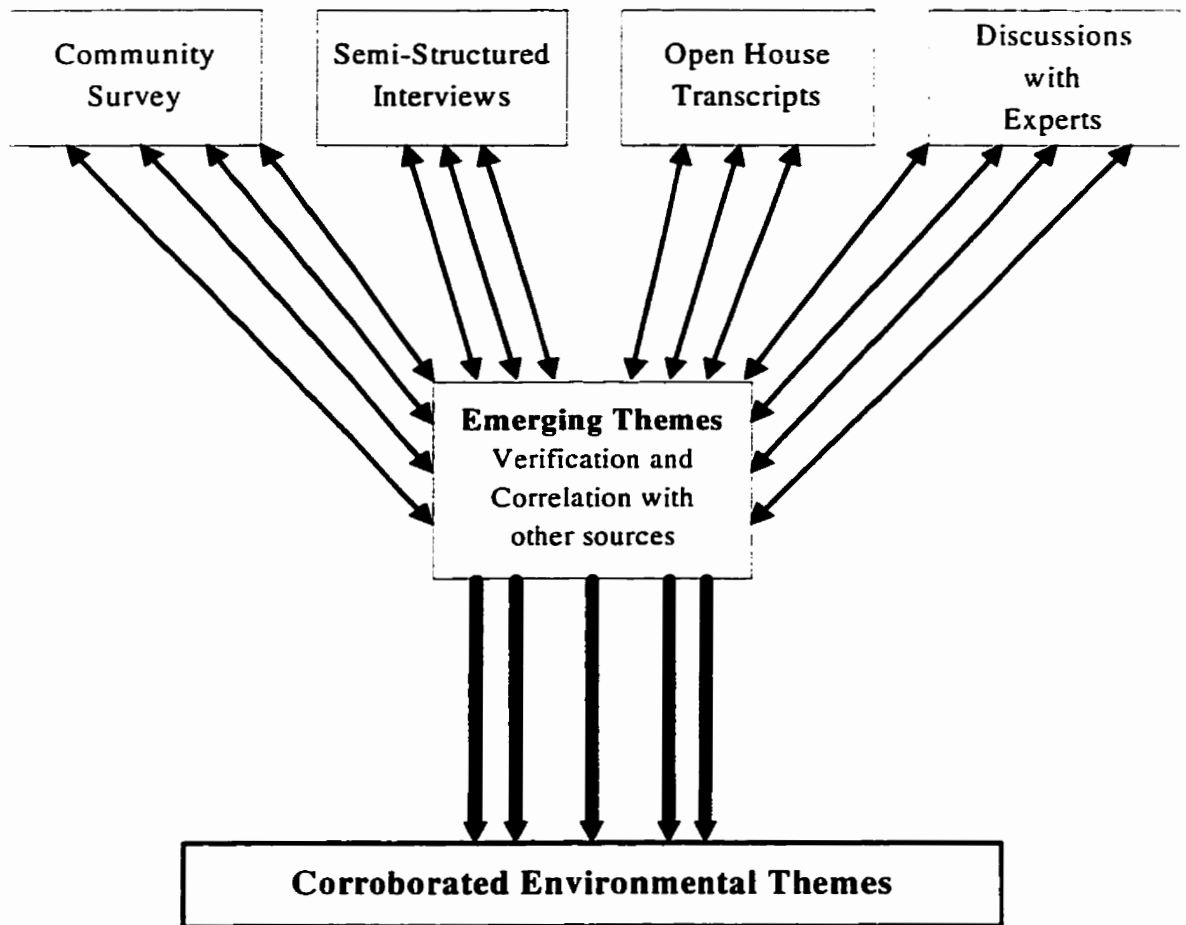 Community
Survey
Semi-Structured
Interviews
Open House
Transcripts
Discussions
with
Experts
Emerging Themes
Verification and
Correlation with
other sources
Corroborated Environmental Themes